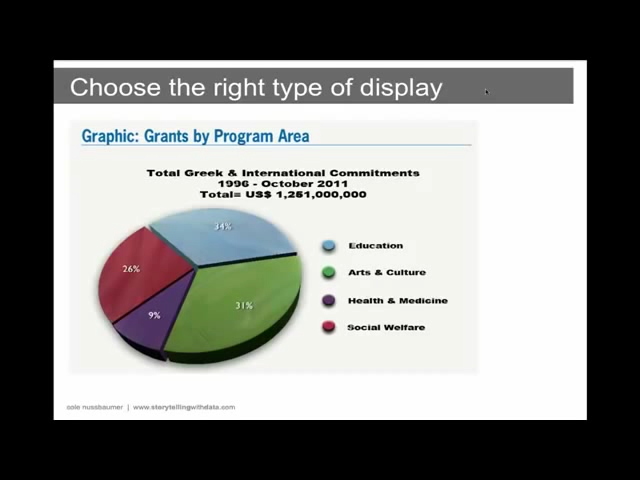 Choose the right type of display
Graphic: Grants by Program Area
Total Greek & International Commitments
1996 - October 2011
Total= US$ 1,251,000,000
34%
26%
31%
9%
Education
Arts & Culture
Health & Medicine
Social Welfare
cole nussbaumer | www.storytellingwithdata.com